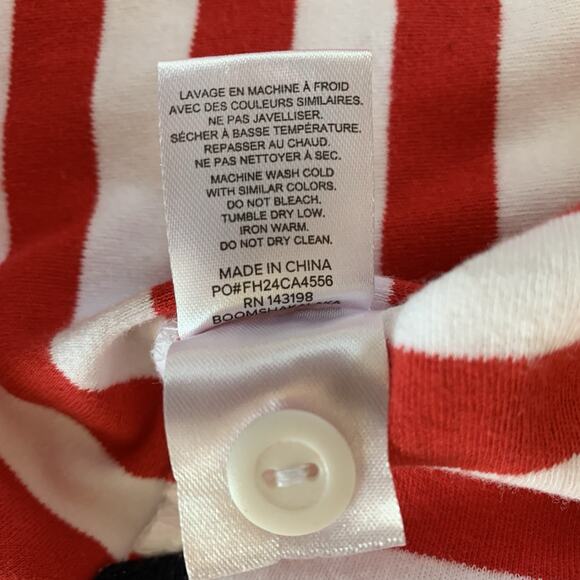 LAVAGE EN MACHINE À FROID
AVEC DES COULEURS SIMILAIRES.
NE PAS JAVELLISER.
SÉCHER À BASSE TEMPÉRATURE.
REPASSER AU CHAUD.
NE PAS NETTOYER À SEC.
MACHINE WASH COLD
WITH SIMILAR COLORS.
DO NOT BLEACH.
TUMBLE DRY LOW.
IRON WARM.
DO NOT DRY CLEAN.
MADE IN CHINA
PO#FH24CA4556
RN 143198